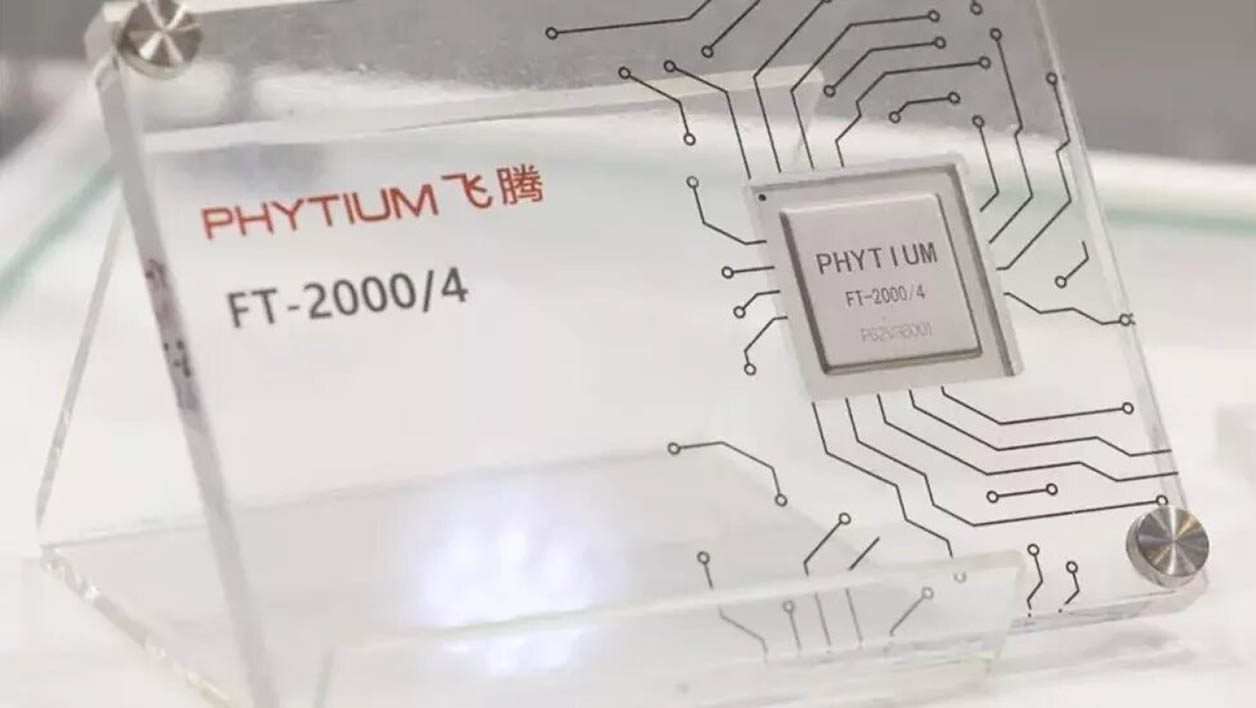 PHYTIUM 飞腾
FT-2000/4
PHYTIUM
FT-2000/4